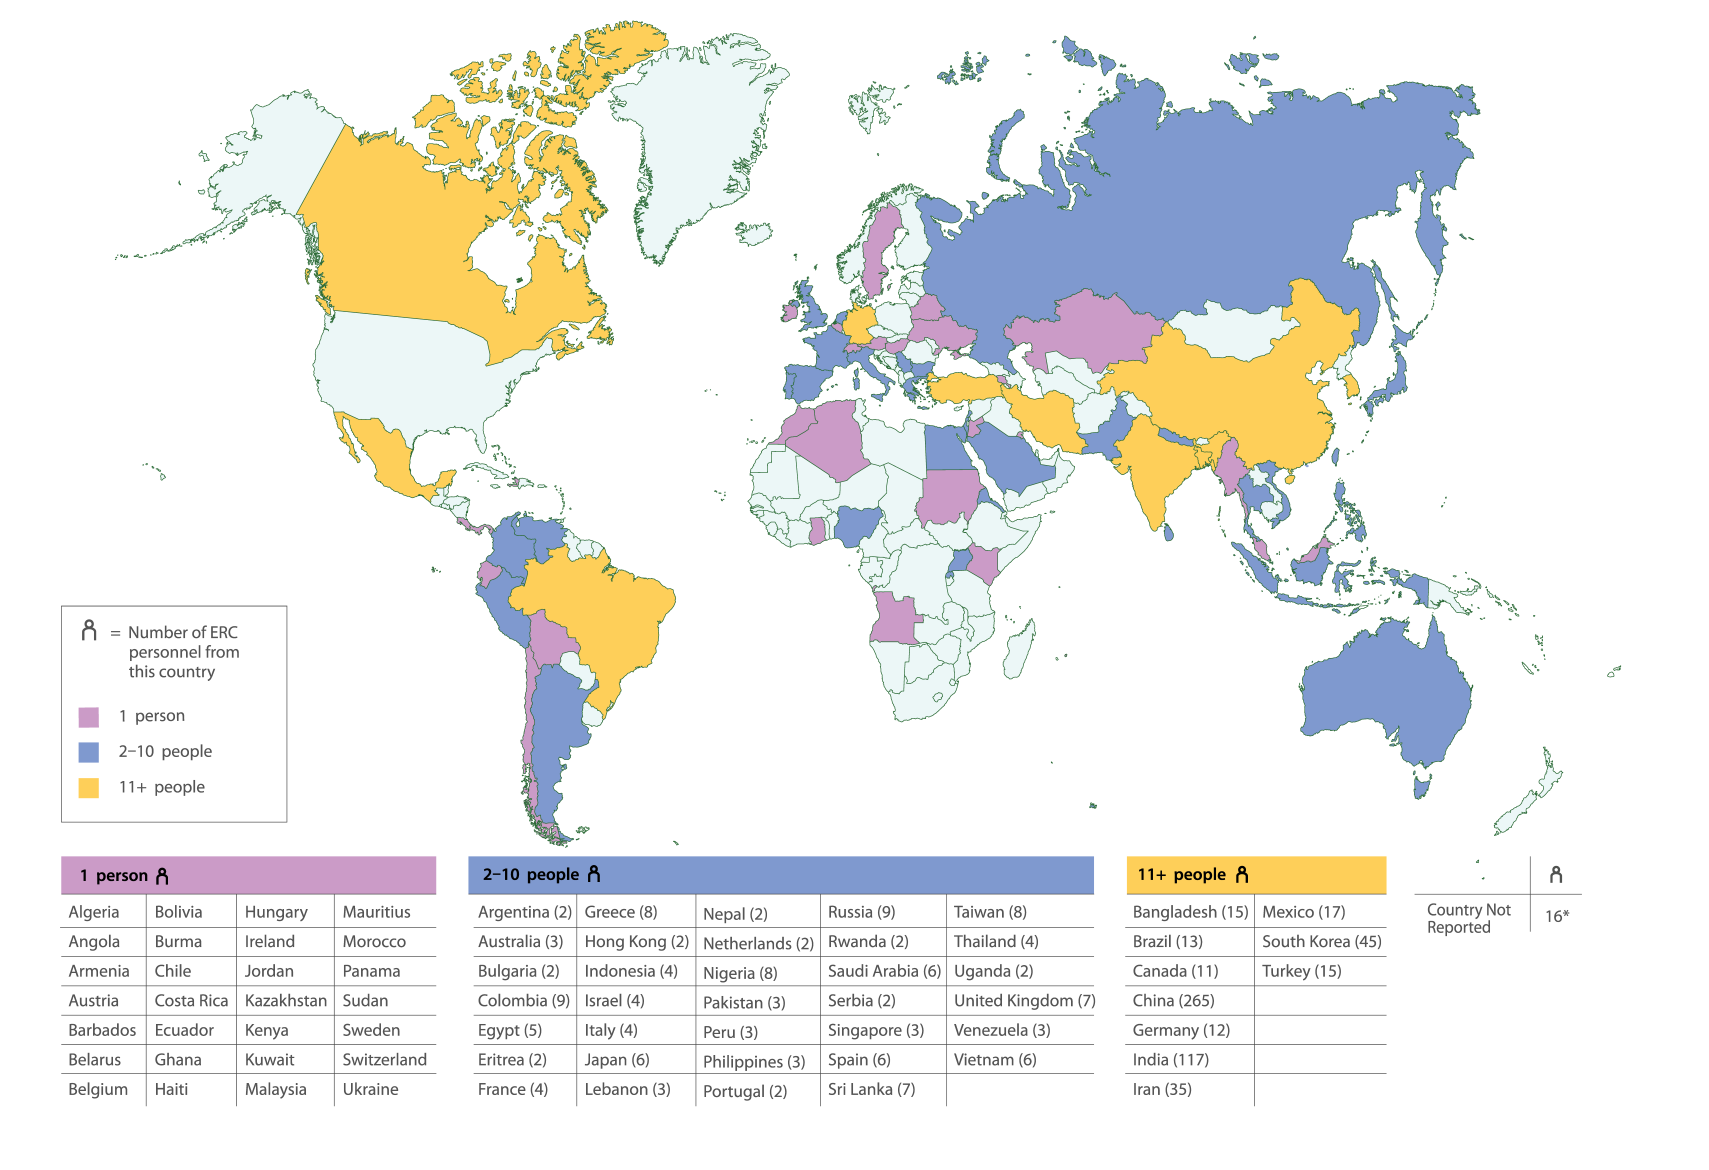 = Number of ERC
personnel from
this country
1 person
2–10 people
11+ people
1 person
Algeria Bolivia Hungary Mauritius
Angola Burma Ireland Morocco
Armenia Chile Jordan Panama
Austria Costa Rica Kazakhstan Sudan
Barbados Ecuador Kenya Sweden
Belarus Ghana Kuwait Switzerland
Belgium Haiti Malaysia Ukraine
2–10 people
Argentina (2) Greece (8) Nepal (2) Russia (9) Taiwan (8)
Australia (3) Hong Kong (2) Netherlands (2) Rwanda (2) Thailand (4)
Bulgaria (2) Indonesia (4) Nigeria (8) Saudi Arabia (6) Uganda (2)
Colombia (9) Israel (4) Pakistan (3) Serbia (2) United Kingdom (7)
Egypt (5) Italy (4) Peru (3) Singapore (3) Venezuela (3)
Eritrea (2) Japan (6) Philippines (3) Spain (6) Vietnam (6)
France (4) Lebanon (3) Portugal (2) Sri Lanka (7)
11+ people
Bangladesh (15) Mexico (17)
Brazil (13) South Korea (45)
Canada (11) Turkey (15)
China (265)
Germany (12)
India (117)
Iran (35)
Country Not
Reported
16*